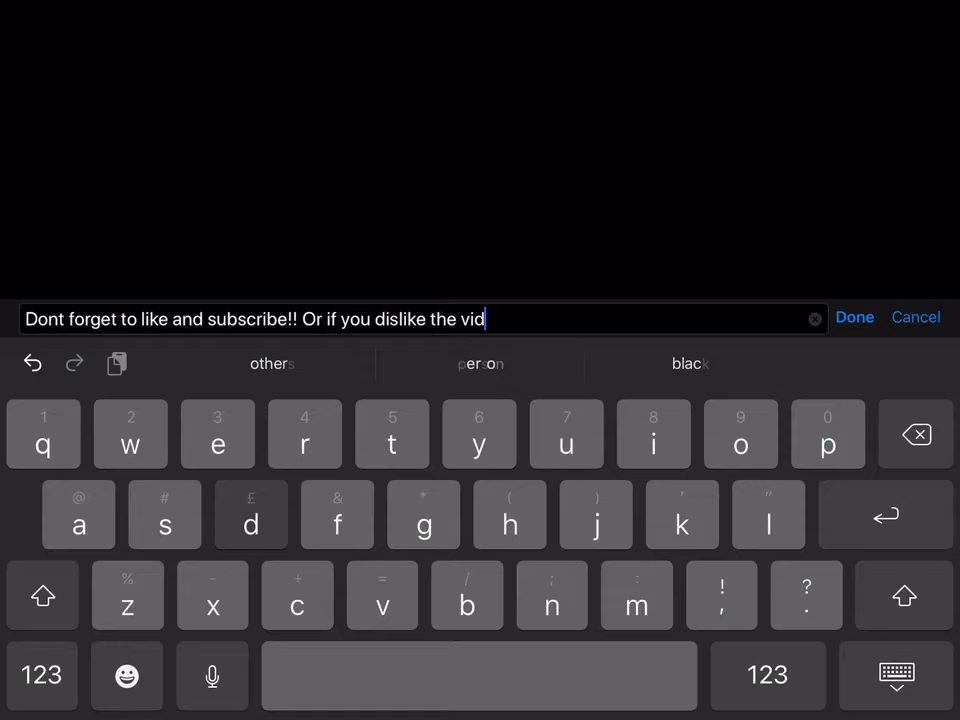 Dont forget to like and subscribe!! Or if you dislike the vid
Done Cancel
others person black
1 2 3 4 5 6 7 8 9 0
q w e r t y u i o p
@ # £ & * ( ) ' "
a s d f g h j k l
% - + = / ; : ! ?
z x c v b n m , .
123 123